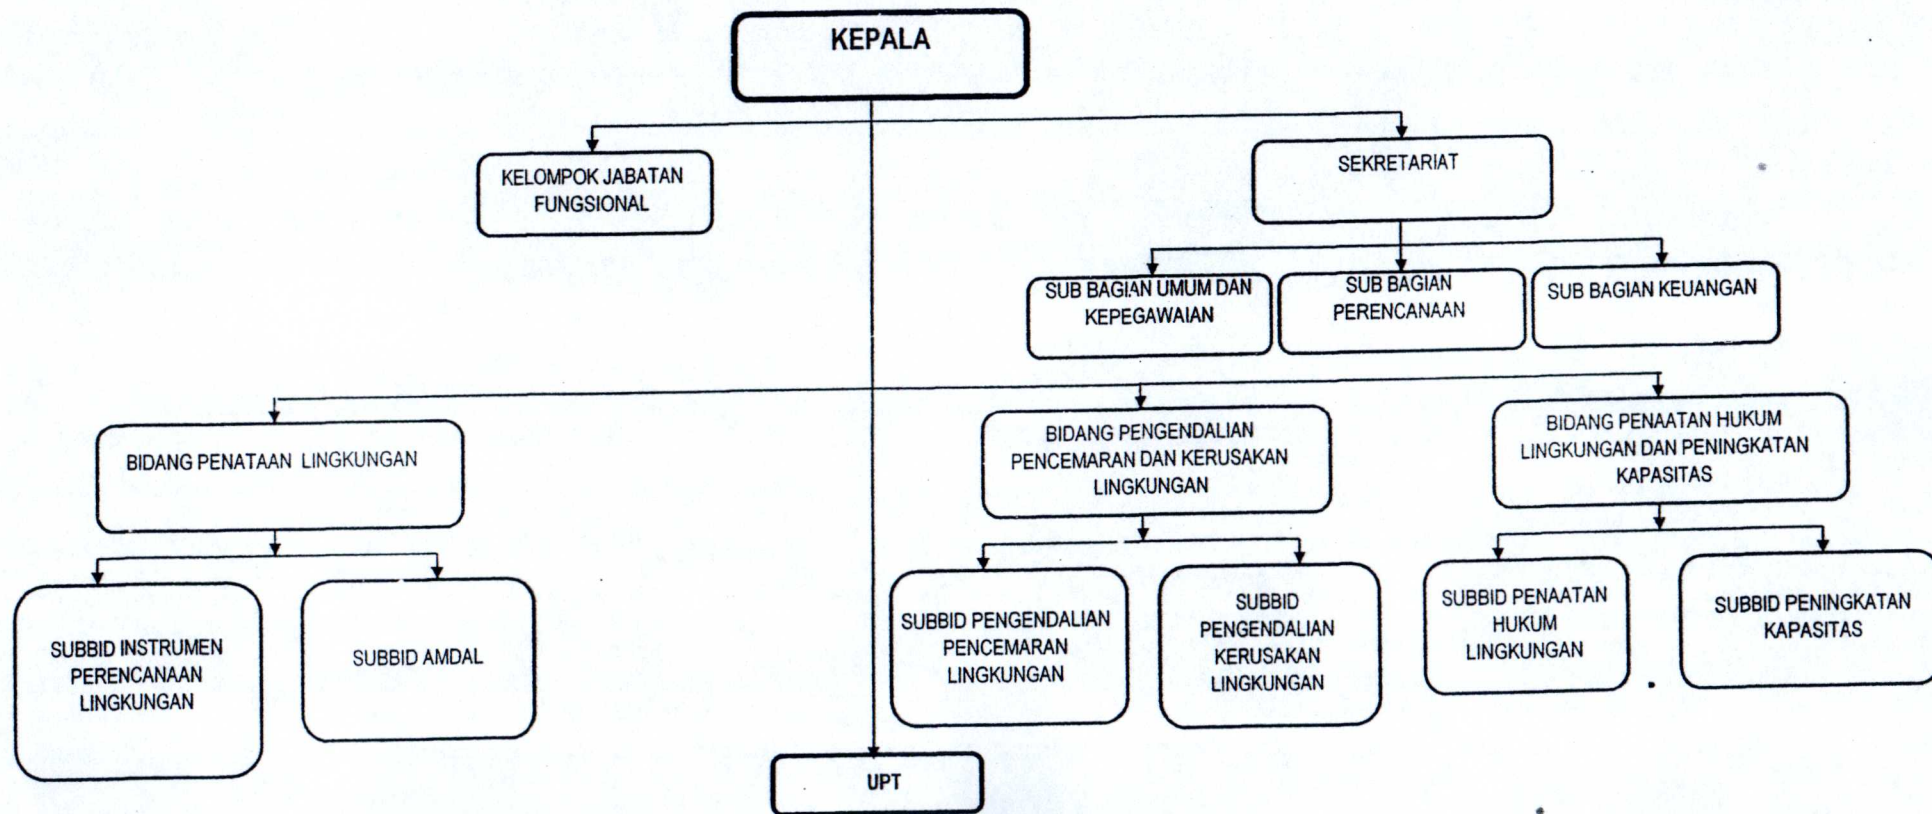 KEPALA
KELOMPOK JABATAN
FUNGSIONAL
SEKRETARIAT
SUB BAGIAN UMUM DAN
KEPEGAWAIAN
SUB BAGIAN
PERENCANAAN
SUB BAGIAN KEUANGAN
BIDANG PENATAAN LINGKUNGAN
BIDANG PENGENDALIAN
PENCEMARAN DAN KERUSAKAN
LINGKUNGAN
BIDANG PENAATAN HUKUM
LINGKUNGAN DAN PENINGKATAN
KAPASITAS
SUBBID INSTRUMEN
PERENCANAAN
LINGKUNGAN
SUBBID AMDAL
SUBBID PENGENDALIAN
PENCEMARAN
LINGKUNGAN
SUBBID
PENGENDALIAN
KERUSAKAN
LINGKUNGAN
SUBBID PENAATAN
HUKUM
LINGKUNGAN
SUBBID PENINGKATAN
KAPASITAS
UPT